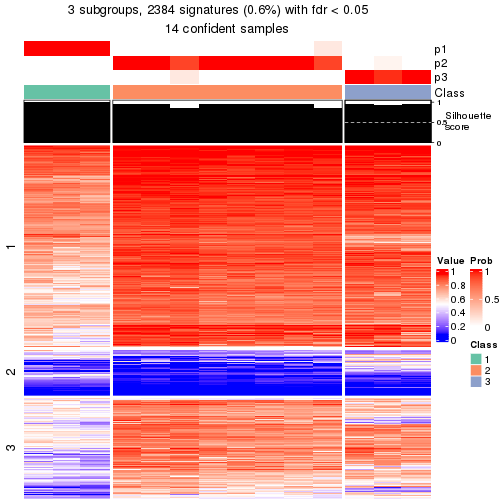 3 subgroups, 2384 signatures (0.6%) with fdr < 0.05
14 confident samples
p1
p2
p3
Class
1
0.5
0
Silhouette
score
1
2
3
Value
1
0.8
0.6
0.4
0.2
0
Prob
1
0.5
0
Class
1
2
3